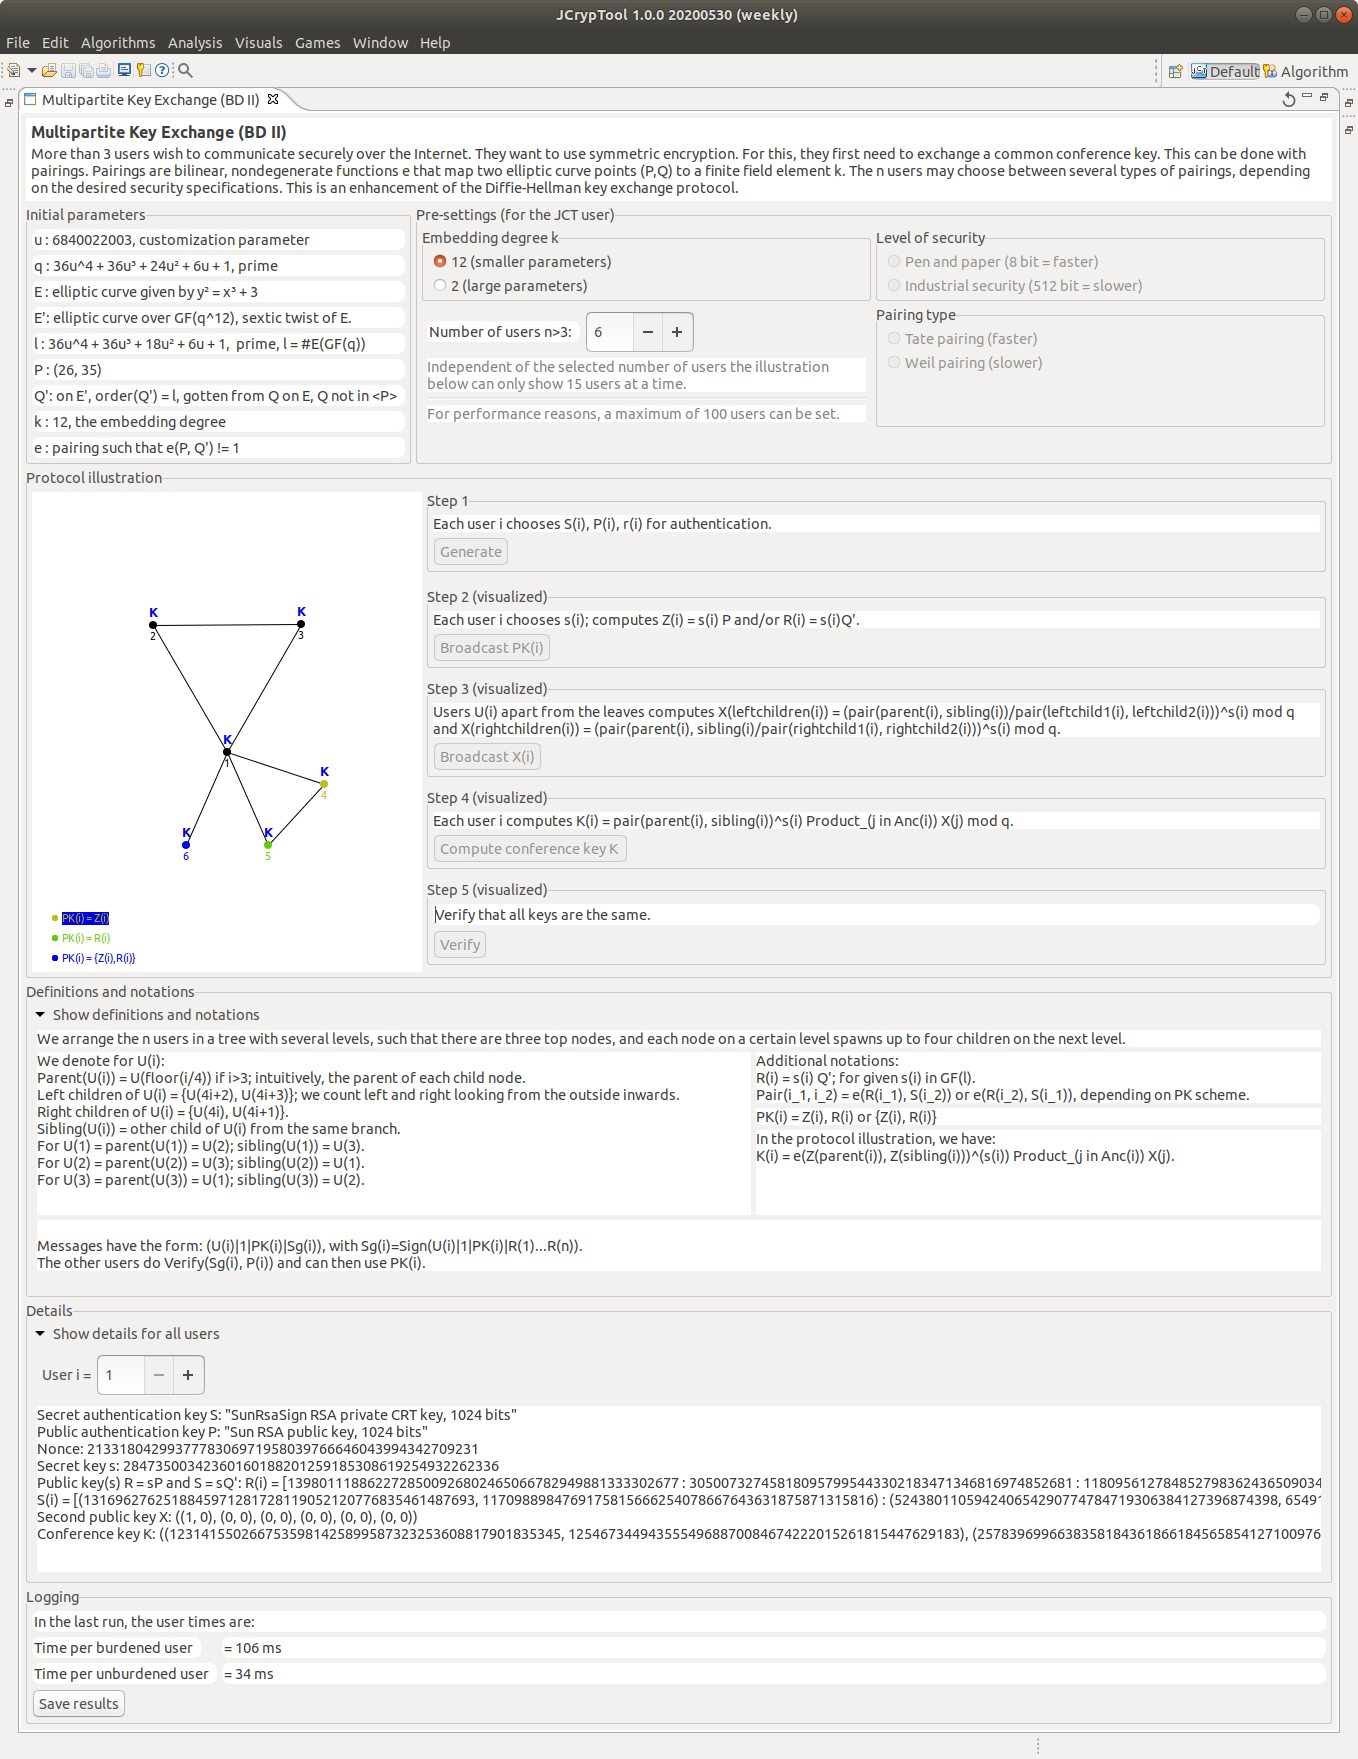 JCrypTool 1.0.0 20200530 (weekly)
File Edit Algorithms Analysis Visuals Games Window Help
Default Algorithm
Multipartite Key Exchange (BD II)
Multipartite Key Exchange (BD II)
More than 3 users wish to communicate securely over the Internet. They want to use symmetric encryption. For this, they first need to exchange a common conference key. This can be done with
pairings. Pairings are bilinear, nondegenerate functions e that map two elliptic curve points (P,Q) to a finite field element k. The n users may choose between several types of pairings, depending
on the desired security specifications. This is an enhancement of the Diffie-Hellman key exchange protocol.
Initial parameters
u : 6840022003, customization parameter
q : 36u^4 + 36u³ + 24u² + 6u + 1, prime
E : elliptic curve given by y² = x³ + 3
E': elliptic curve over GF(q^12), sextic twist of E.
l : 36u^4 + 36u³ + 18u² + 6u + 1,  prime, l = #E(GF(q))
P : (26, 35)
Q': on E', order(Q') = l, gotten from Q on E, Q not in <P>
k : 12, the embedding degree
e : pairing such that e(P, Q') != 1
Pre-settings (for the JCT user)
Embedding degree k
12 (smaller parameters)
2 (large parameters)
Number of users n>3: 6 − +
Independent of the selected number of users the illustration
below can only show 15 users at a time.
For performance reasons, a maximum of 100 users can be set.
Level of security
Pen and paper (8 bit = faster)
Industrial security (512 bit = slower)
Pairing type
Tate pairing (faster)
Weil pairing (slower)
Protocol illustration
K K
2 3
K
1
K
4
K K
6 5
PK(i) = Z(i)
PK(i) = R(i)
PK(i) = {Z(i),R(i)}
Step 1
Each user i chooses S(i), P(i), r(i) for authentication.
Generate
Step 2 (visualized)
Each user i chooses s(i); computes Z(i) = s(i) P and/or R(i) = s(i)Q'.
Broadcast PK(i)
Step 3 (visualized)
Users U(i) apart from the leaves computes X(leftchildren(i)) = (pair(parent(i), sibling(i))/pair(leftchild1(i), leftchild2(i)))^s(i) mod q
and X(rightchildren(i)) = (pair(parent(i), sibling(i)/pair(rightchild1(i), rightchild2(i)))^s(i) mod q.
Broadcast X(i)
Step 4 (visualized)
Each user i computes K(i) = pair(parent(i), sibling(i))^s(i) Product_(j in Anc(i)) X(j) mod q.
Compute conference key K
Step 5 (visualized)
Verify that all keys are the same.
Verify
Definitions and notations
Show definitions and notations
We arrange the n users in a tree with several levels, such that there are three top nodes, and each node on a certain level spawns up to four children on the next level.
We denote for U(i):
Parent(U(i)) = U(floor(i/4)) if i>3; intuitively, the parent of each child node.
Left children of U(i) = {U(4i+2), U(4i+3)}; we count left and right looking from the outside inwards.
Right children of U(i) = {U(4i), U(4i+1)}.
Sibling(U(i)) = other child of U(i) from the same branch.
For U(1) = parent(U(1)) = U(2); sibling(U(1)) = U(3).
For U(2) = parent(U(2)) = U(3); sibling(U(2)) = U(1).
For U(3) = parent(U(3)) = U(1); sibling(U(3)) = U(2).
Additional notations:
R(i) = s(i) Q'; for given s(i) in GF(l).
Pair(i_1, i_2) = e(R(i_1), S(i_2)) or e(R(i_2), S(i_1)), depending on PK scheme.
PK(i) = Z(i), R(i) or {Z(i), R(i)}
In the protocol illustration, we have:
K(i) = e(Z(parent(i)), Z(sibling(i)))^(s(i)) Product_(j in Anc(i)) X(j).
Messages have the form: (U(i)|1|PK(i)|Sg(i)), with Sg(i)=Sign(U(i)|1|PK(i)|R(1)...R(n)).
The other users do Verify(Sg(i), P(i)) and can then use PK(i).
Details
Show details for all users
User i = 1 − +
Secret authentication key S: "SunRsaSign RSA private CRT key, 1024 bits"
Public authentication key P: "Sun RSA public key, 1024 bits"
Nonce: 213318042993777830697195803976664604399434270923​1
Secret key s: 28473500342360160188201259185308619254932262336
Public key(s) R = sP and S = sQ': R(i) = [13980111886227285009268024650667829498813333​02677 : 305007327458180957995443302183471346816974852681 : 118095612784852798362436509034
S(i) = [(1316962762518845971281728119052120776835461487693, 1170988984769175815666254078667643631875871315816) : (524380110594240654290774784719306384127396874398, 65491
Second public key X: ((1, 0), (0, 0), (0, 0), (0, 0), (0, 0), (0, 0))
Conference key K: ((1231415502667535981425899587323253608817901835345, 1254673449435554968870084674222015261815447629183), (257839699663835818436186618456585412710097​6
Logging
In the last run, the user times are:
Time per burdened user = 106 ms
Time per unburdened user = 34 ms
Save results